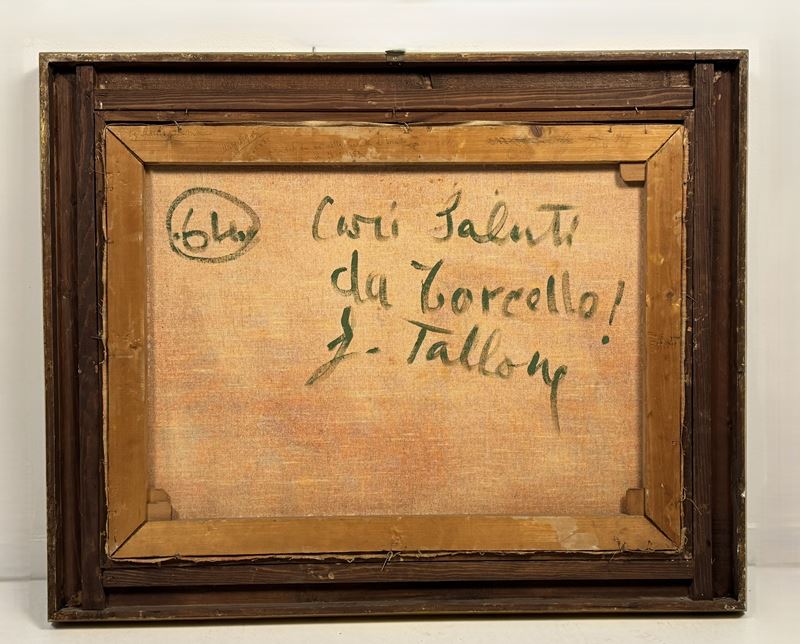 .64.
Cari Saluti
da Torcello!
g. Tallone